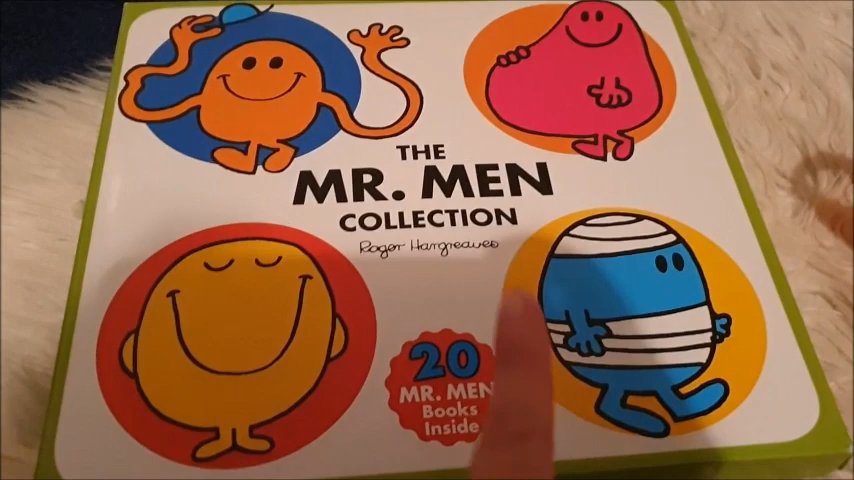 THE
MR. MEN
COLLECTION
Roger Hargreaves
20
MR. MEN
Books
Inside